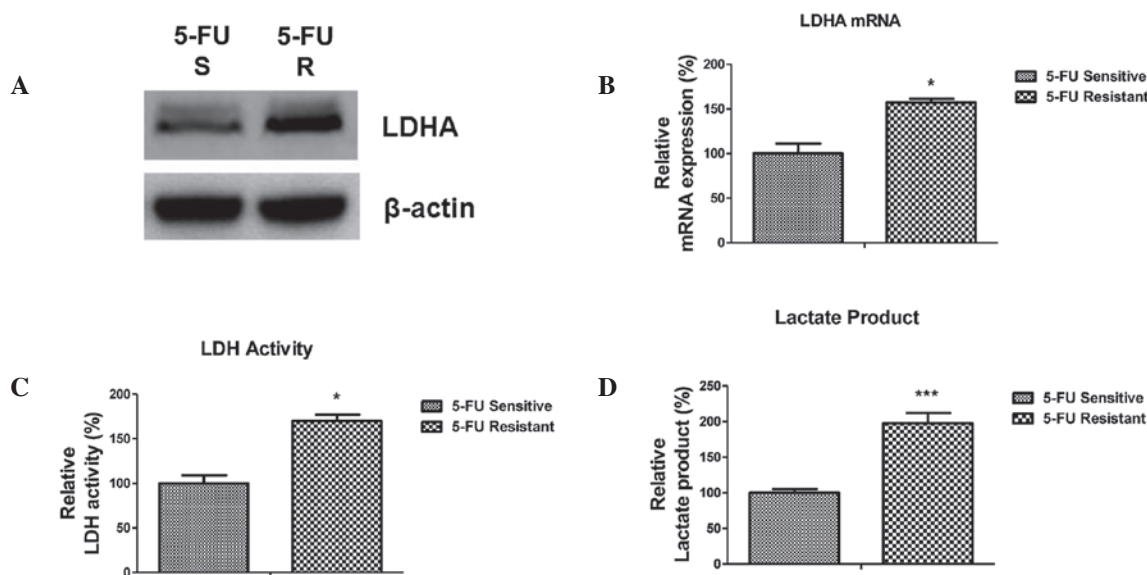 A
5-FU 5-FU
S R
LDHA
β-actin
B
LDHA mRNA
Relative
mRNA expression (%)
200
150
100
50
0
*
5-FU Sensitive
5-FU Resistant
C
LDH Activity
Relative
LDH activity (%)
200
150
100
50
0
*
5-FU Sensitive
5-FU Resistant
D
Lactate Product
Relative
Lactate product (%)
250
200
150
100
50
0
***
5-FU Sensitive
5-FU Resistant